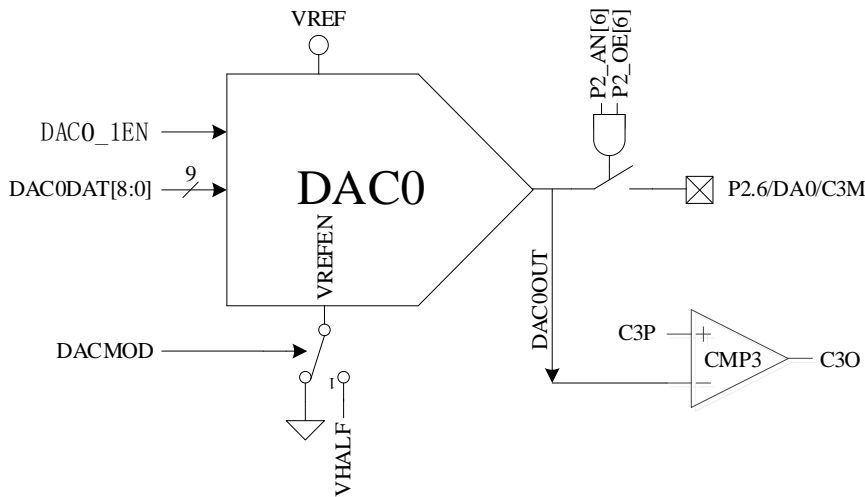 VREF
P2_AN[6]
P2_OE[6]
DAC0_1EN
9
DAC0DAT[8:0]
DAC0
P2.6/DA0/C3M
VREFEN
DAC0OUT
DACMOD
C3P
+
CMP3
C3O
−
1
VHALF